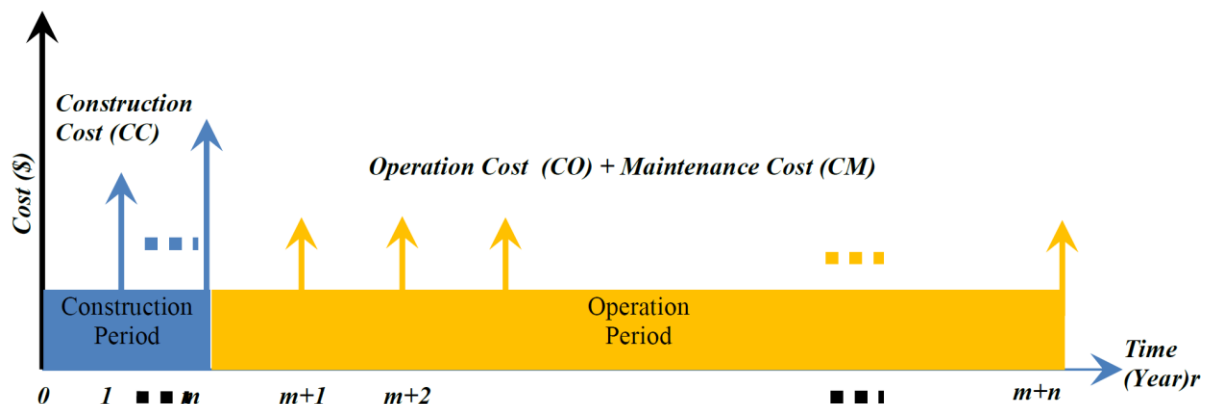 Construction
Cost (CC)
Cost ($)
Operation Cost (CO) + Maintenance Cost (CM)
Construction
Period
Operation
Period
Time
(Year)r
0 1 m m+1 m+2 m+n